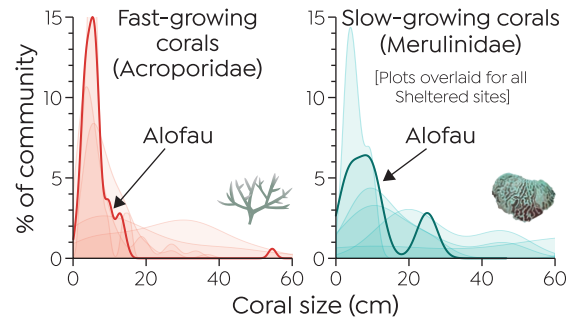 Fast-growing
corals
(Acroporidae)
Alofau
% of community
15
10
5
0
0 20 40 60
Slow-growing corals
(Merulinidae)
[Plots overlaid for all
Sheltered sites]
Alofau
15
10
5
0
0 20 40 60
Coral size (cm)